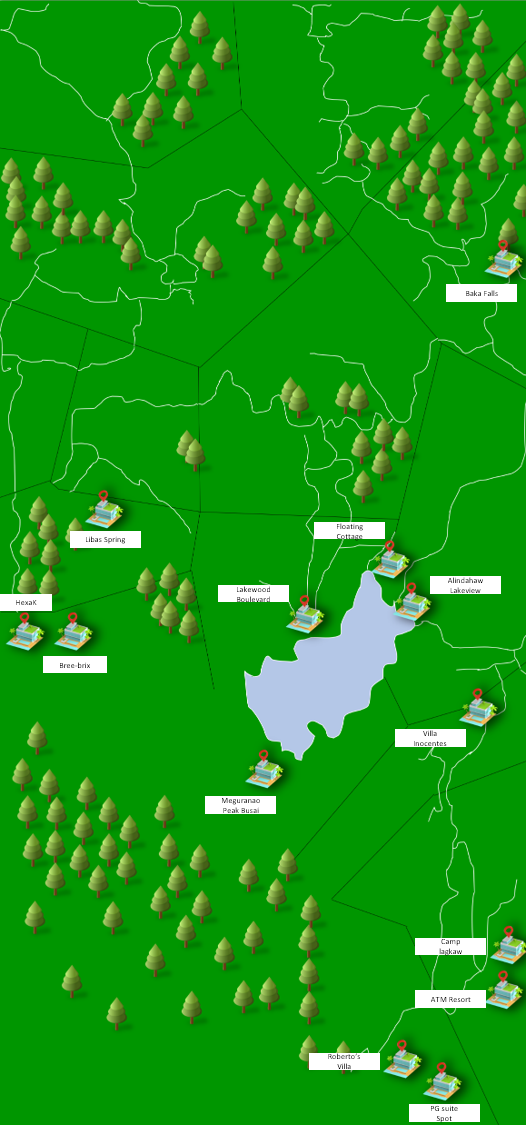 Baka Falls
Floating
Cottage
Libas Spring
Alindahaw
Lakeview
Lakewood
Boulevard
HexaK
Bree-brix
Villa
Inocentes
Meguranao
Peak Busai
Camp
lagkaw
ATM Resort
Roberto's
Villa
PG suite
Spot